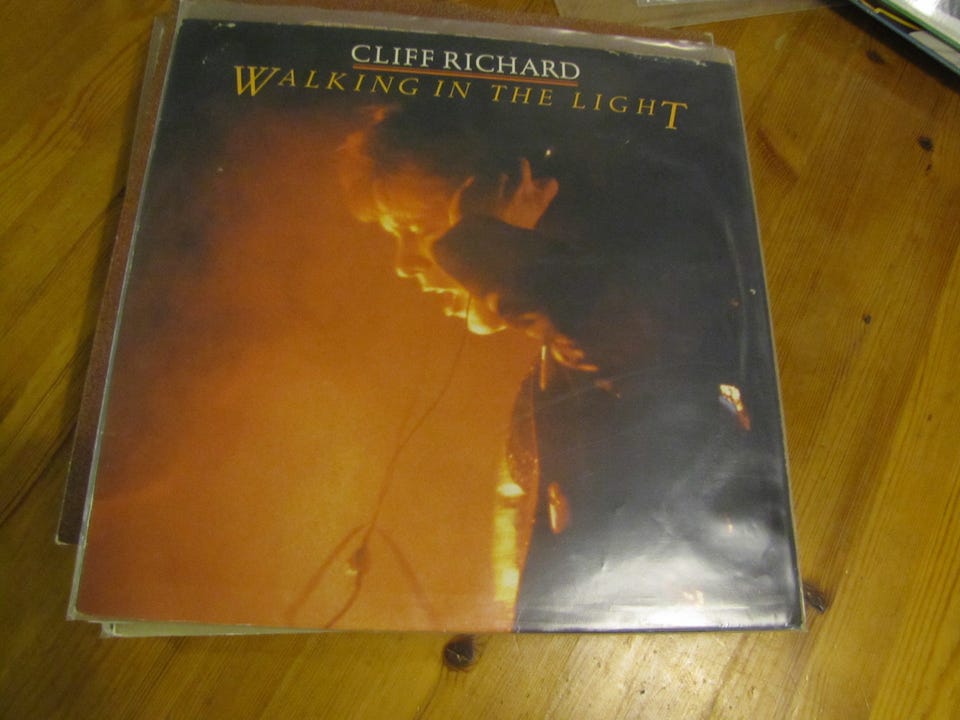 CLIFF RICHARD
WALKING IN THE LIGHT